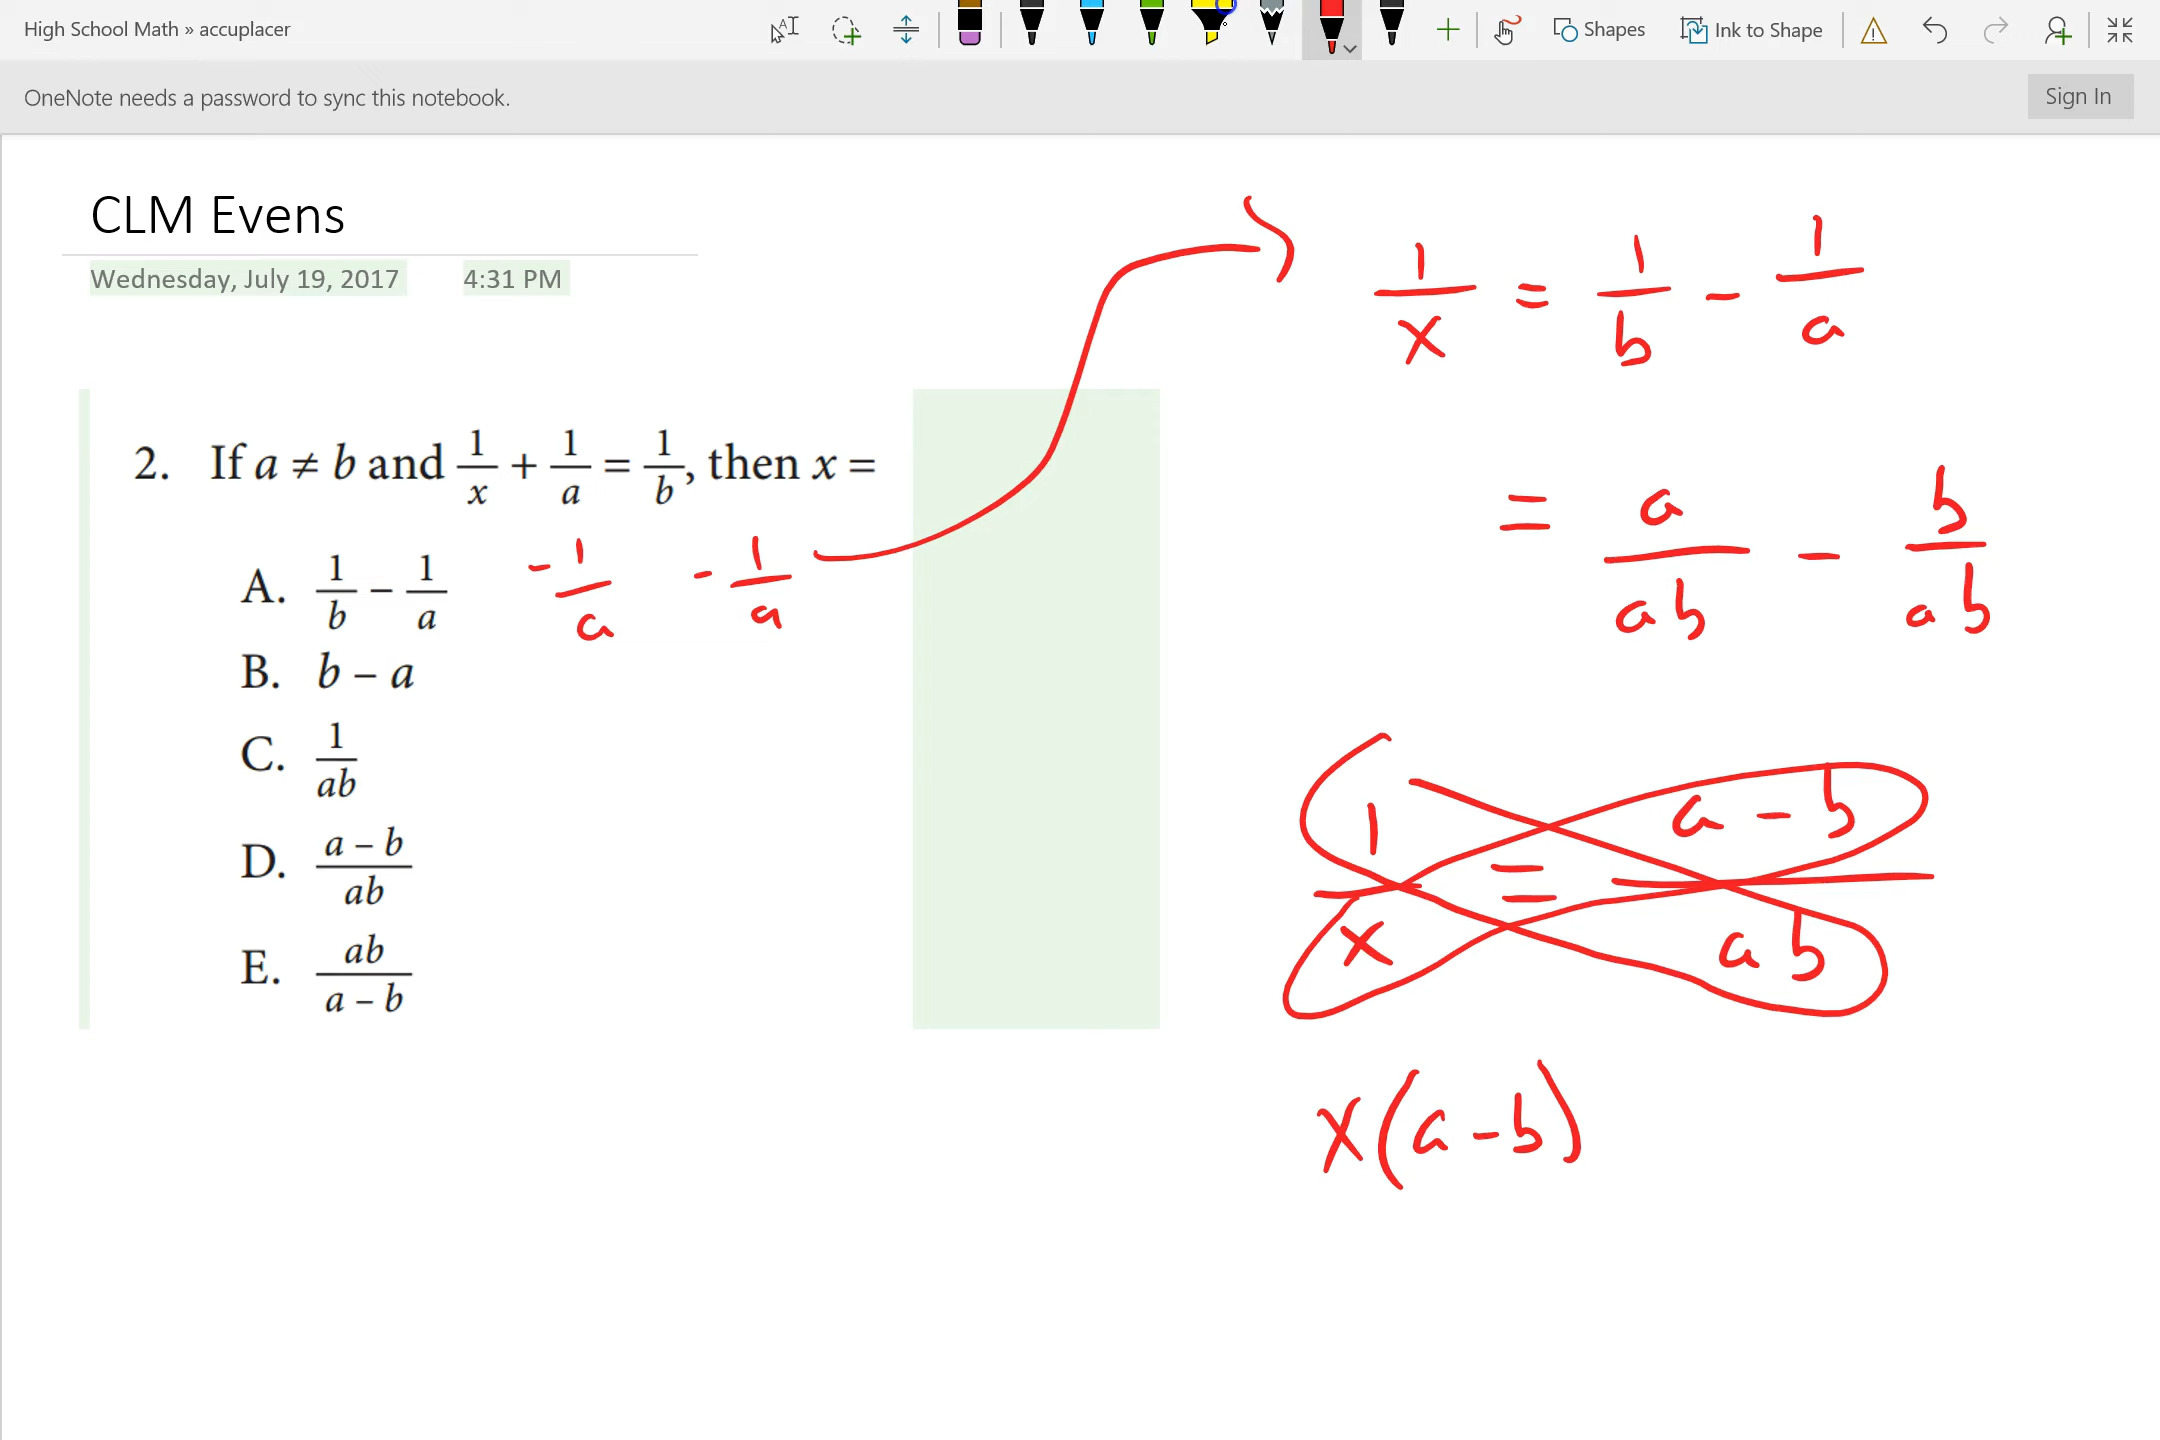 High School Math » accuplacer
Shapes
Ink to Shape
OneNote needs a password to sync this notebook.
Sign In
CLM Evens
Wednesday, July 19, 2017 4:31 PM
2. If a ≠ b and 1/x + 1/a = 1/b, then x =
A. 1/b – 1/a
B. b – a
C. 1/ab
D. (a – b)/ab
E. ab/(a – b)
- 1/a - 1/a
1/x = 1/b - 1/a
= a/ab - b/ab
1/x = (a - b)/ab
x(a - b)